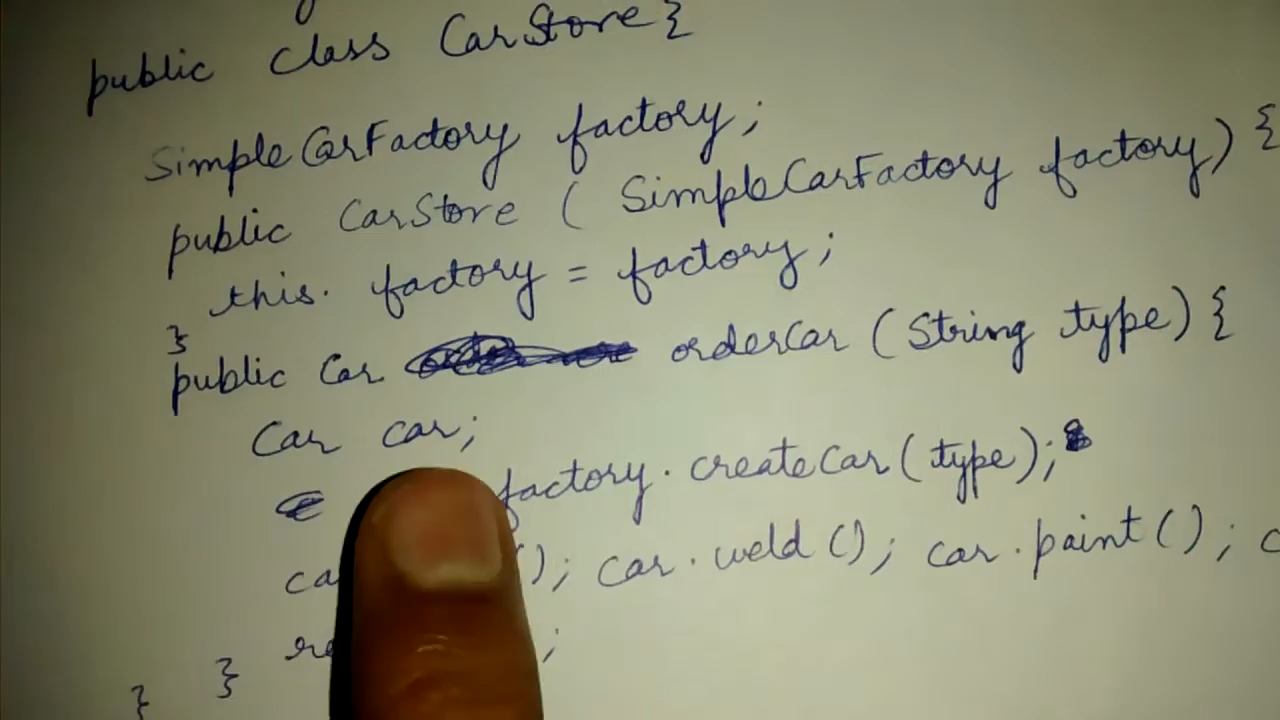 public class CarStore{
SimpleCarFactory factory;
public CarStore (SimpleCarFactory factory) {
this. factory = factory;
}
public Car orderCar (String type) {
Car car;
factory. createCar (type);
(); car. weld (); car. paint ();
;
}
}